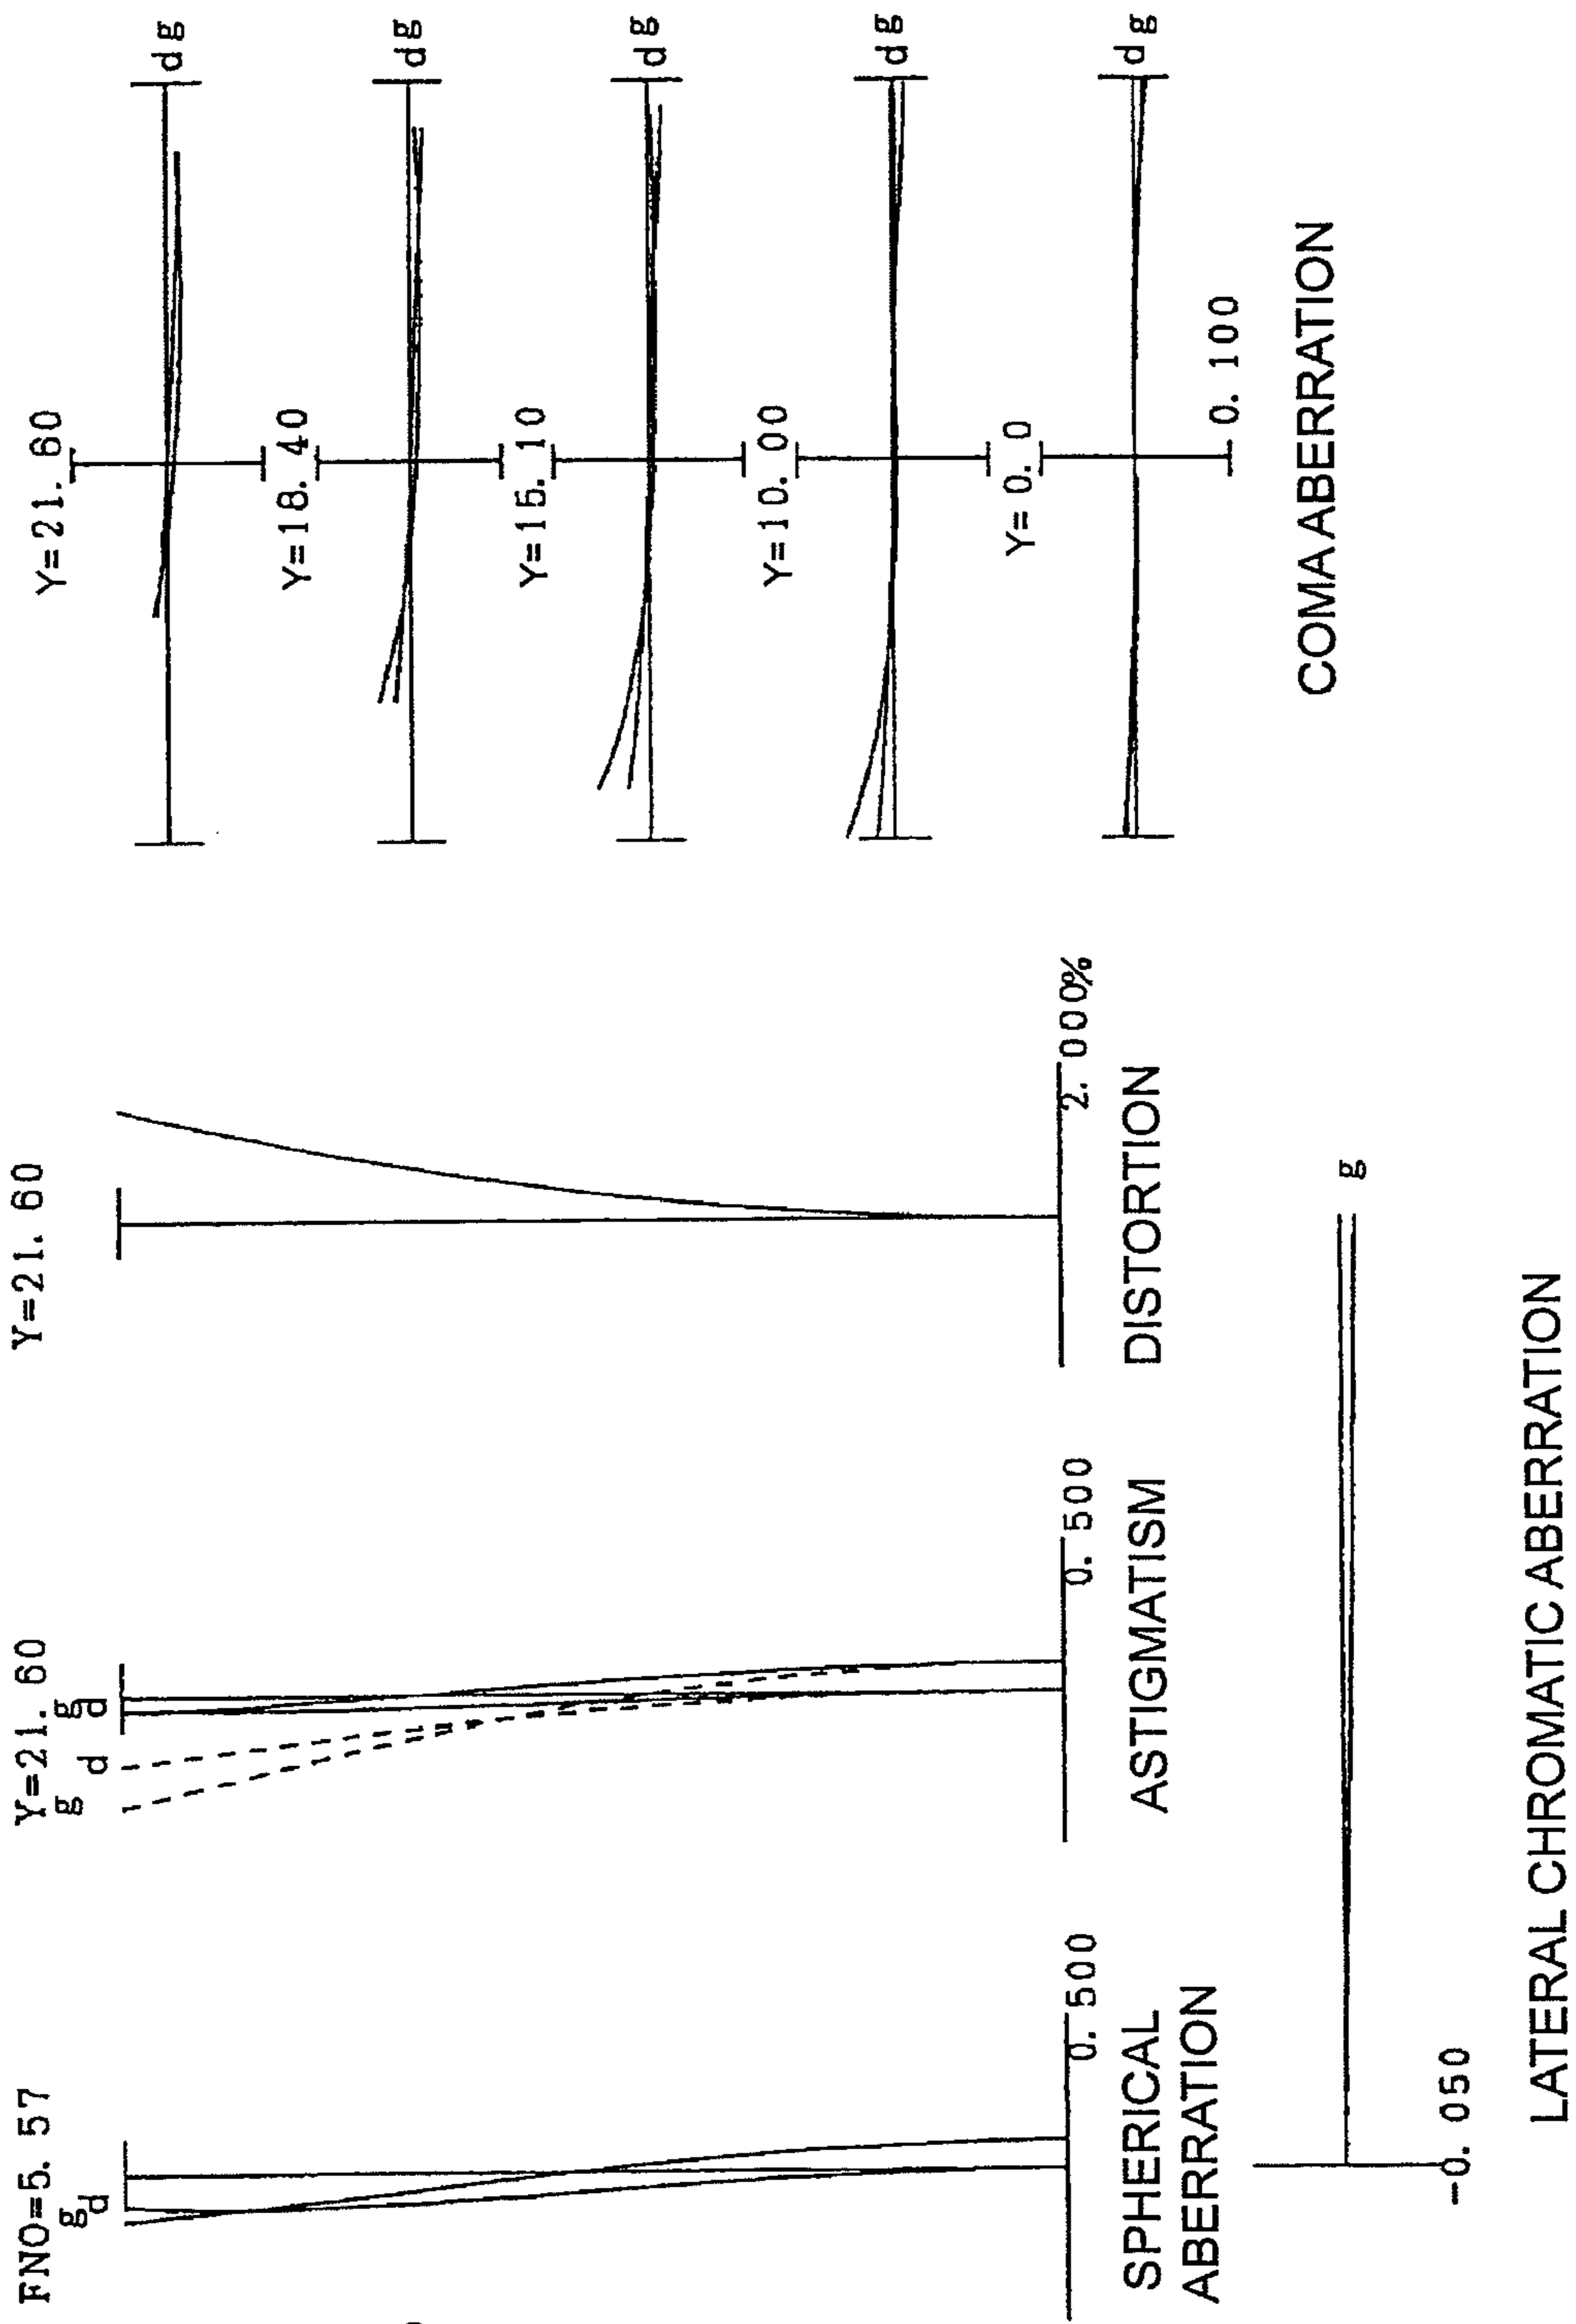 FNO=5.57
g
d
0.500
SPHERICAL
ABERRATION
Y=21.60
g
d
g
d
0.500
ASTIGMATISM
Y=21.60
2.000%
DISTORTION
Y=21.60
d g
Y=18.40
d g
Y=15.10
d g
Y=10.00
d g
Y=0.0
d g
0.100
COMA ABERRATION
g
-0.050
LATERAL CHROMATIC ABERRATION